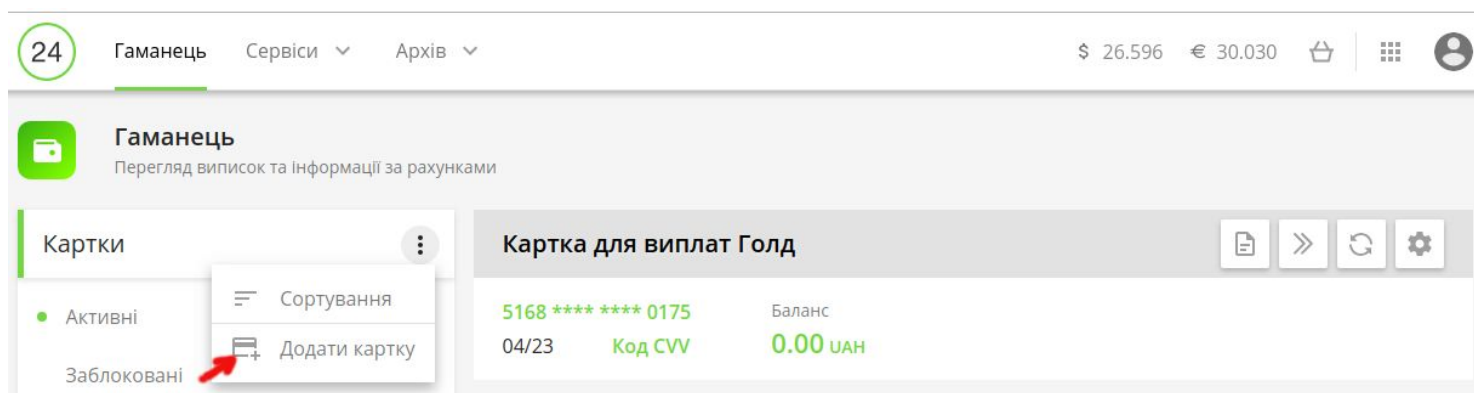 24 Гаманець Сервіси Архів $ 26.596 € 30.030
Гаманець
Перегляд виписок та інформації за рахунками
Картки
Сортування
Додати картку
Активні
Заблоковані
Картка для виплат Голд
5168 **** **** 0175 Баланс
04/23 Код CVV 0.00 UAH